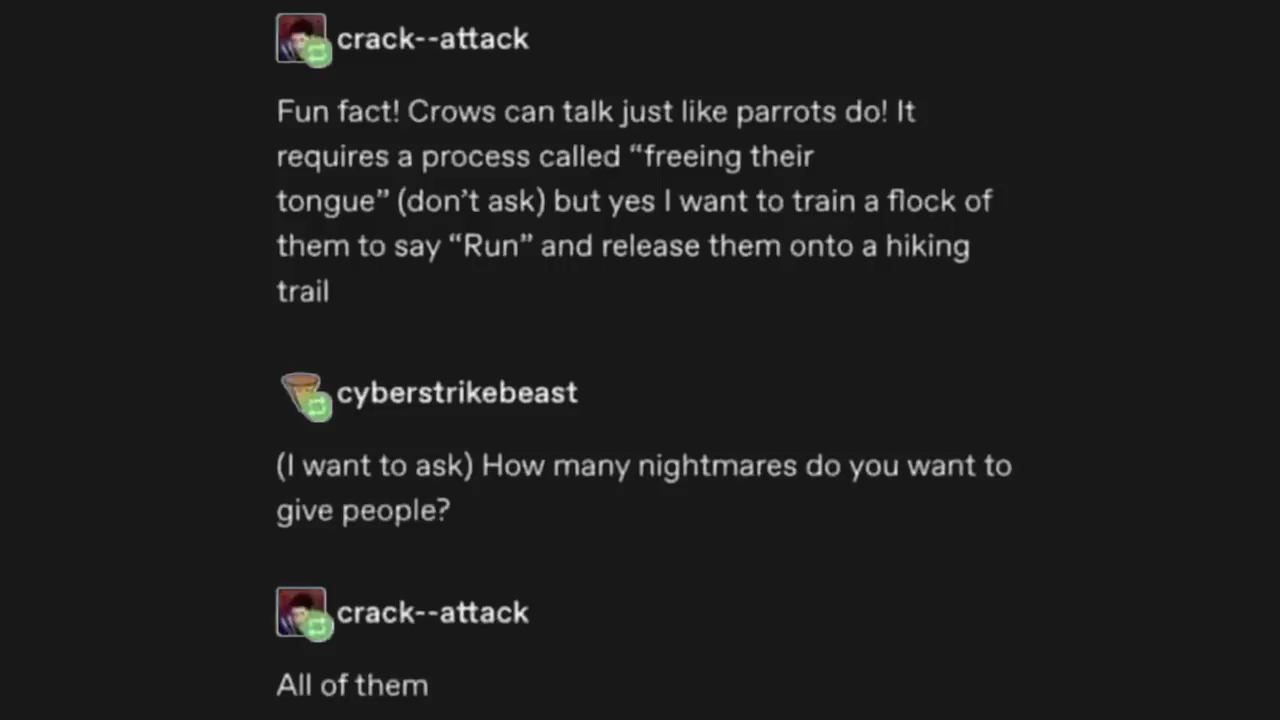 crack--attack
Fun fact! Crows can talk just like parrots do! It
requires a process called “freeing their
tongue” (don’t ask) but yes I want to train a flock of
them to say “Run” and release them onto a hiking
trail
cyberstrikebeast
(I want to ask) How many nightmares do you want to
give people?
crack--attack
All of them